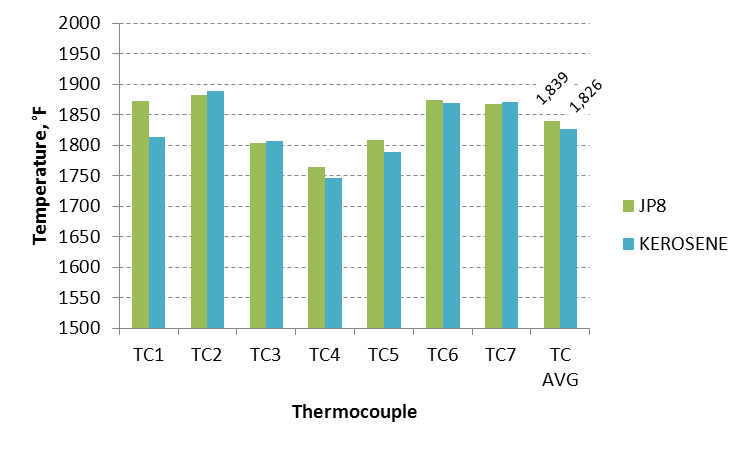 2000
1950
1900
1850
1800
1750
1700
1650
1600
1550
1500
Temperature, °F
1,839
1,826
JP8
KEROSENE
TC1 TC2 TC3 TC4 TC5 TC6 TC7 TC
AVG
Thermocouple